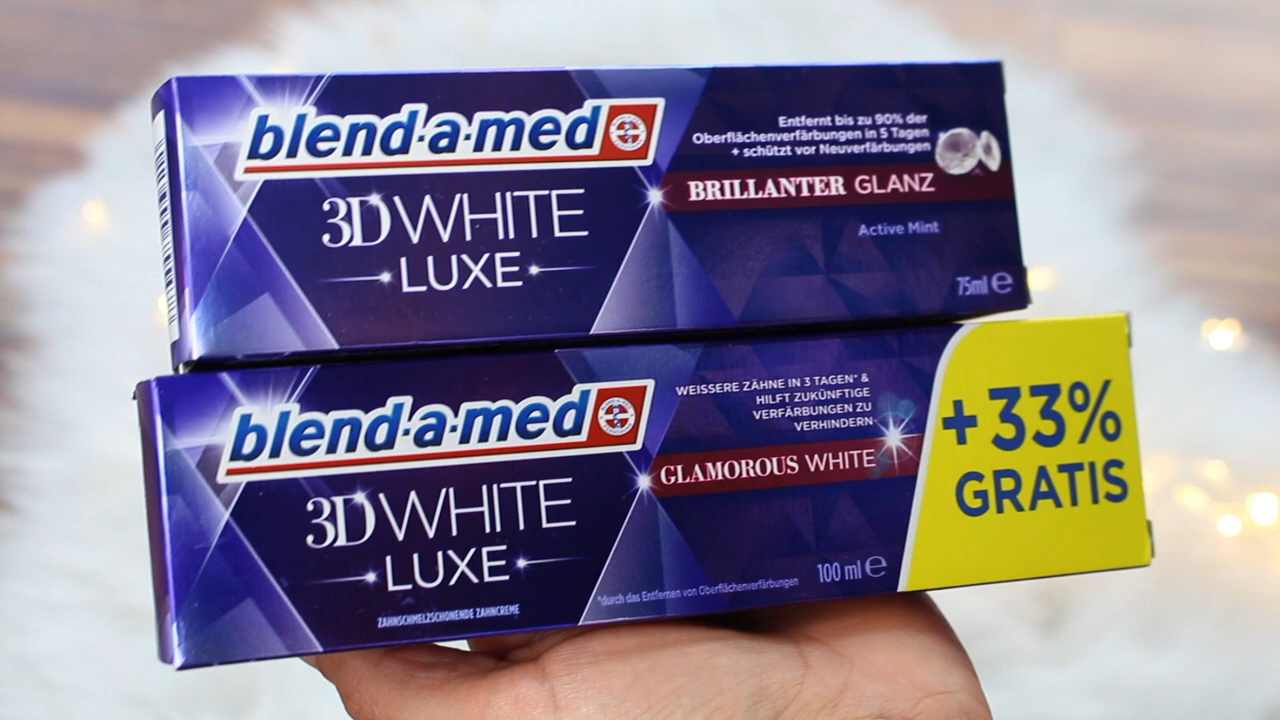 blend-a-med
3D WHITE
LUXE
Entfernt bis zu 90% der
Oberflächenverfärbungen in 5 Tagen
+ schützt vor Neuverfärbungen
BRILLANTER GLANZ
Active Mint
75ml e
blend-a-med
3D WHITE
LUXE
ZAHNSCHMELZSCHONENDE ZAHNCREME
WEISSERE ZÄHNE IN 3 TAGEN* &
HILFT ZUKÜNFTIGE
VERFÄRBUNGEN ZU
VERHINDERN
GLAMOROUS WHITE
100 ml e
*durch das Entfernen von Oberflächenverfärbungen
+33%
GRATIS